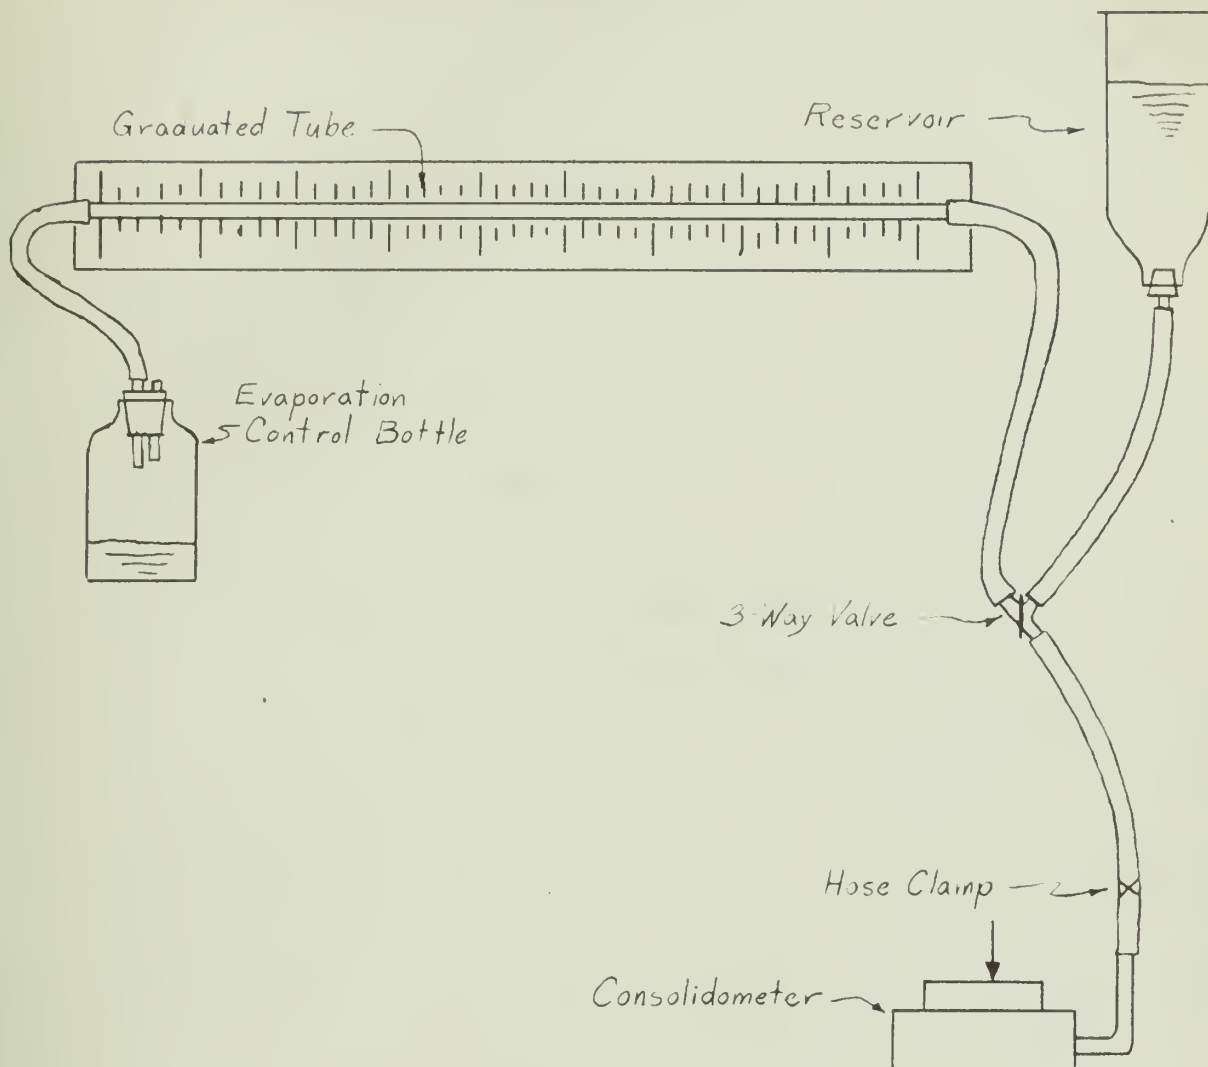 Graduated Tube
Reservoir
Evaporation
Control Bottle
3-Way Valve
Hose Clamp
Consolidometer